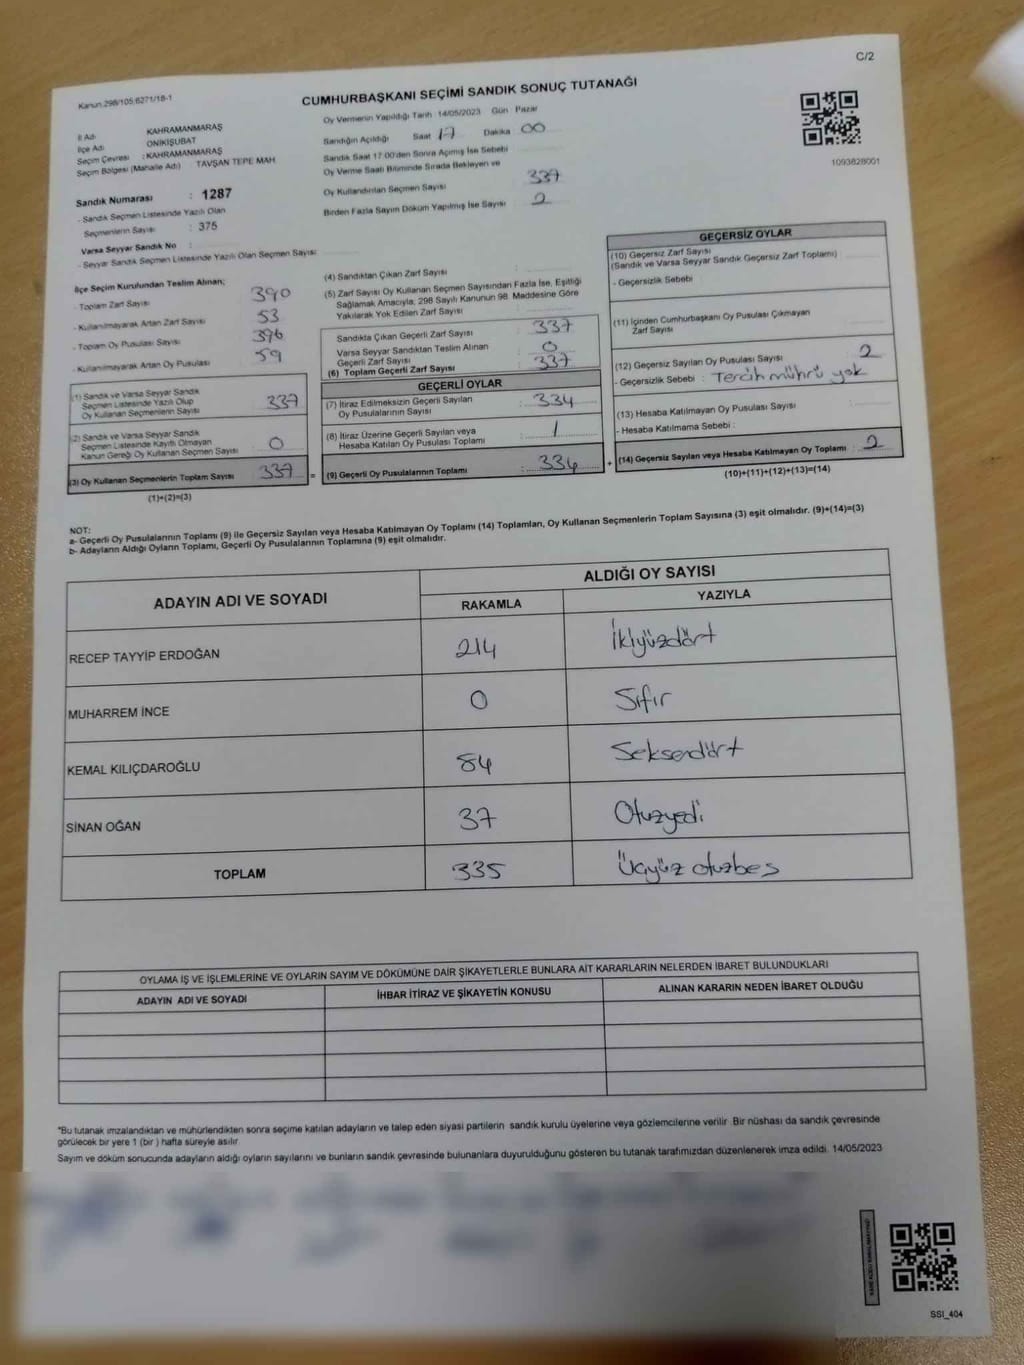 C/2
Kanun.298/105;6271/18-1
CUMHURBAŞKANI SEÇİMİ SANDIK SONUÇ TUTANAĞI
Oy Vermenin Yapıldığı Tarih 14/05/2023 Gün Pazar
İl Adı KAHRAMANMARAŞ
İlçe Adı ONİKİŞUBAT
Seçim Çevresi : KAHRAMANMARAŞ
Seçim Bölgesi (Mahalle Adı) TAVŞAN TEPE MAH.
Sandığın Açıldığı Saat 17 Dakika 00
Sandık Saat 17.00'den Sonra Açımış İse Sebebi
Oy Verme Saati Bitiminde Sırada Bekleyen ve
Oy Kullandırılan Seçmen Sayısı 337
Birden Fazla Sayım Döküm Yapılmış İse Sayısı 2
1093828001
Sandık Numarası : 1287
- Sandık Seçmen Listesinde Yazılı Olan
Seçmenlerin Sayısı : 375
Varsa Seyyar Sandık No :
- Seyyar Sandık Seçmen Listesinde Yazılı Olan Seçmen Sayısı:
İlçe Seçim Kurulundan Teslim Alınan;
- Toplam Zarf Sayısı 390
- Kullanılmayarak Artan Zarf Sayısı 53
- Toplam Oy Pusulası Sayısı 396
- Kullanılmayarak Artan Oy Pusulası 59
(1) Sandık ve Varsa Seyyar Sandık
Seçmen Listesinde Yazılı Olup
Oy Kullanan Seçmenlerin Sayısı 337
(2) Sandık ve Varsa Seyyar Sandık
Seçmen Listesinde Kayıtlı Olmayan
Kanun Gereği Oy Kullanan Seçmen Sayısı 0
(3) Oy Kullanan Seçmenlerin Toplam Sayısı 337 =
(1)+(2)=(3)
(4) Sandıktan Çıkan Zarf Sayısı :
(5) Zarf Sayısı Oy Kullanan Seçmen Sayısından Fazla İse, Eşitliği
Sağlamak Amacıyla; 298 Sayılı Kanunun 98. Maddesine Göre
Yakılarak Yok Edilen Zarf Sayısı :
Sandıkta Çıkan Geçerli Zarf Sayısı : 337
Varsa Seyyar Sandıktan Teslim Alınan
Geçerli Zarf Sayısı : 0
(6) Toplam Geçerli Zarf Sayısı : 337
GEÇERLİ OYLAR
(7) İtiraz Edilmeksizin Geçerli Sayılan
Oy Pusulalarının Sayısı : 334
(8) İtiraz Üzerine Geçerli Sayılan veya
Hesaba Katılan Oy Pusulası Toplamı : 1
(9) Geçerli Oy Pusulalarının Toplamı : 334 +
GEÇERSİZ OYLAR
(10) Geçersiz Zarf Sayısı
(Sandık ve Varsa Seyyar Sandık Geçersiz Zarf Toplamı) :
- Geçersizlik Sebebi
(11) İçinden Cumhurbaşkanı Oy Pusulası Çıkmayan
Zarf Sayısı
(12) Geçersiz Sayılan Oy Pusulası Sayısı : 2
- Geçersizlik Sebebi : Tercih mührü yok
(13) Hesaba Katılmayan Oy Pusulası Sayısı :
- Hesaba Katılmama Sebebi :
(14) Geçersiz Sayılan veya Hesaba Katılmayan Oy Toplamı : 2
(10)+(11)+(12)+(13)=(14)
NOT:
a- Geçerli Oy Pusulalarının Toplamı (9) ile Geçersiz Sayılan veya Hesaba Katılmayan Oy Toplamı (14) Toplamları, Oy Kullanan Seçmenlerin Toplam Sayısına (3) eşit olmalıdır. (9)+(14)=(3)
b- Adayların Aldığı Oyların Toplamı, Geçerli Oy Pusulalarının Toplamına (9) eşit olmalıdır.
ADAYIN ADI VE SOYADI
ALDIĞI OY SAYISI
RAKAMLA YAZIYLA
RECEP TAYYİP ERDOĞAN 214 İkiyüzdört
MUHARREM İNCE 0 Sıfır
KEMAL KILIÇDAROĞLU 84 Seksendört
SİNAN OĞAN 37 Otuzyedi
TOPLAM 335 Üçyüz otuzbeş
OYLAMA İŞ VE İŞLEMLERİNE VE OYLARIN SAYIM VE DÖKÜMÜNE DAİR ŞİKAYETLERLE BUNLARA AİT KARARLARIN NELERDEN İBARET BULUNDUKLARI
ADAYIN ADI VE SOYADI İHBAR İTİRAZ VE ŞİKAYETİN KONUSU ALINAN KARARIN NEDEN İBARET OLDUĞU
*Bu tutanak imzalandıktan ve mühürlendikten sonra seçime katılan adayların ve talep eden siyasi partilerin sandık kurulu üyelerine veya gözlemcilerine verilir. Bir nüshası da sandık çevresinde
görülecek bir yere 1 (bir ) hafta süreyle asılır.
Sayım ve döküm sonucunda adayların aldığı oyların sayılarını ve bunların sandık çevresinde bulunanlara duyurulduğunu gösteren bu tutanak tarafımızdan düzenlenerek imza edildi. 14/05/2023
SSI_404